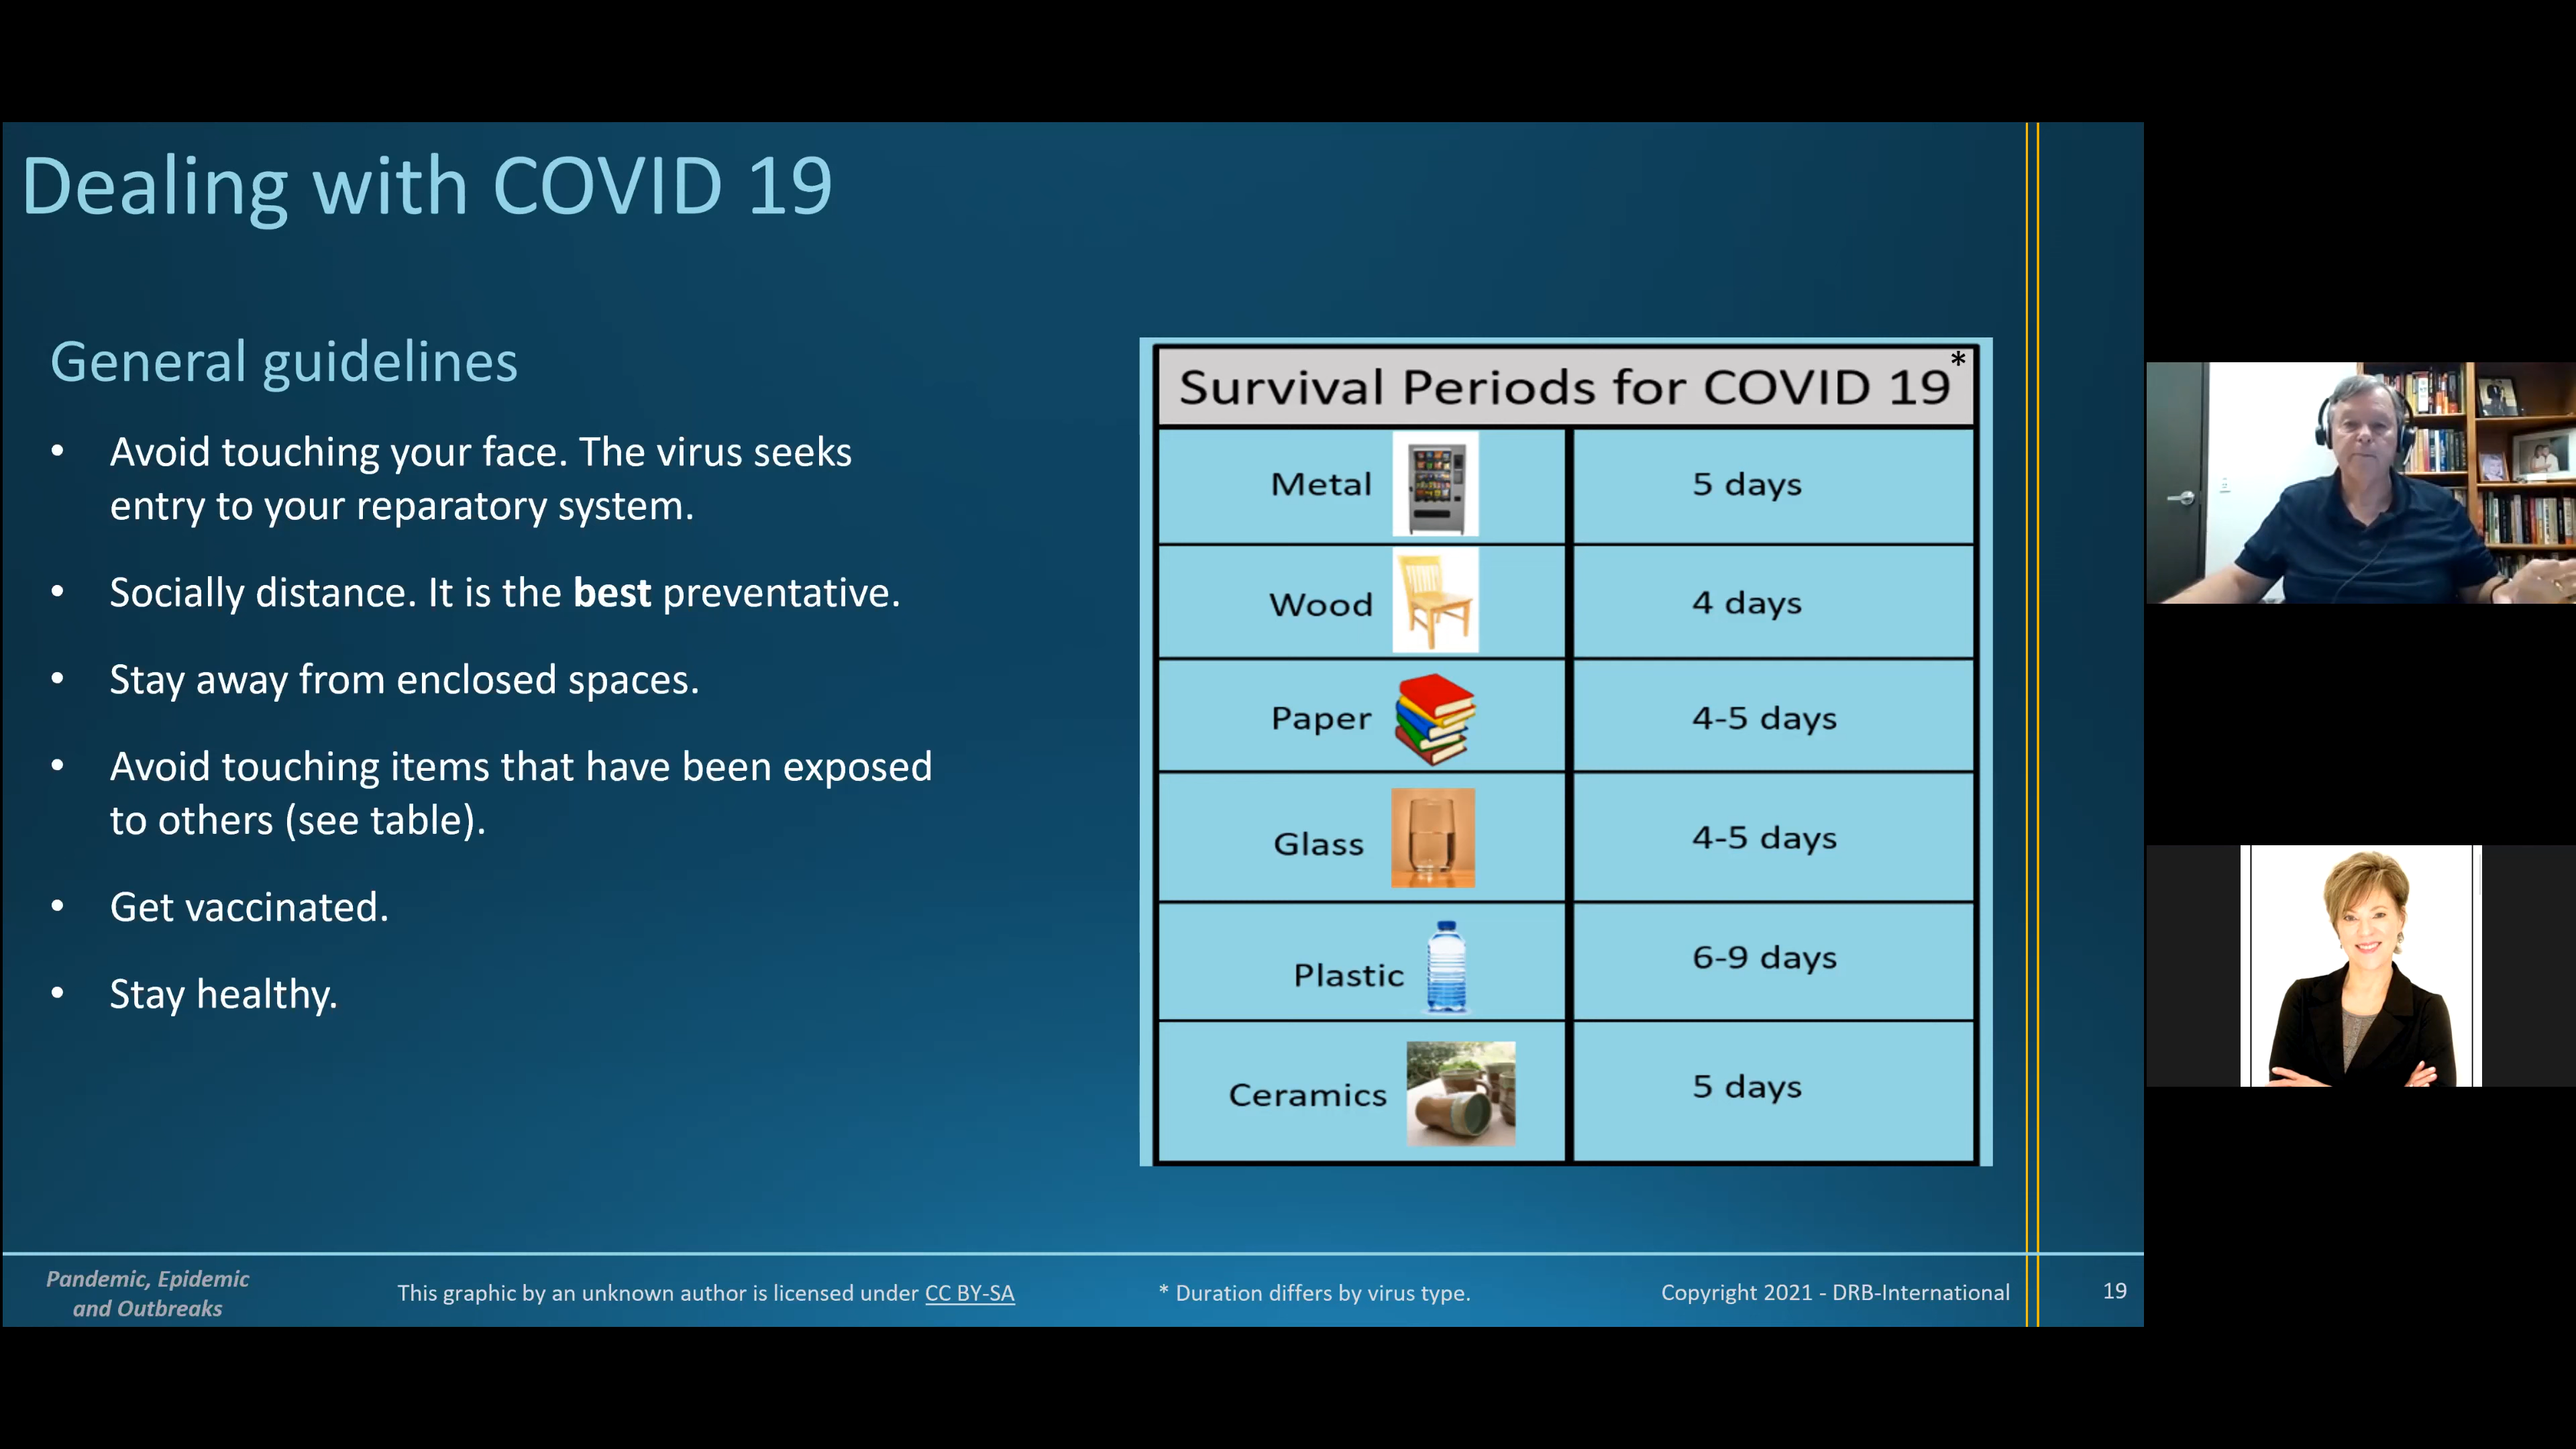 Dealing with COVID 19
General guidelines
• Avoid touching your face. The virus seeks
entry to your reparatory system.
• Socially distance. It is the best preventative.
• Stay away from enclosed spaces.
• Avoid touching items that have been exposed
to others (see table).
• Get vaccinated.
• Stay healthy.
Survival Periods for COVID 19*
Metal 5 days
Wood 4 days
Paper 4-5 days
Glass 4-5 days
Plastic 6-9 days
Ceramics 5 days
Pandemic, Epidemic
and Outbreaks
This graphic by an unknown author is licensed under CC BY-SA
* Duration differs by virus type.
Copyright 2021 - DRB-International
19